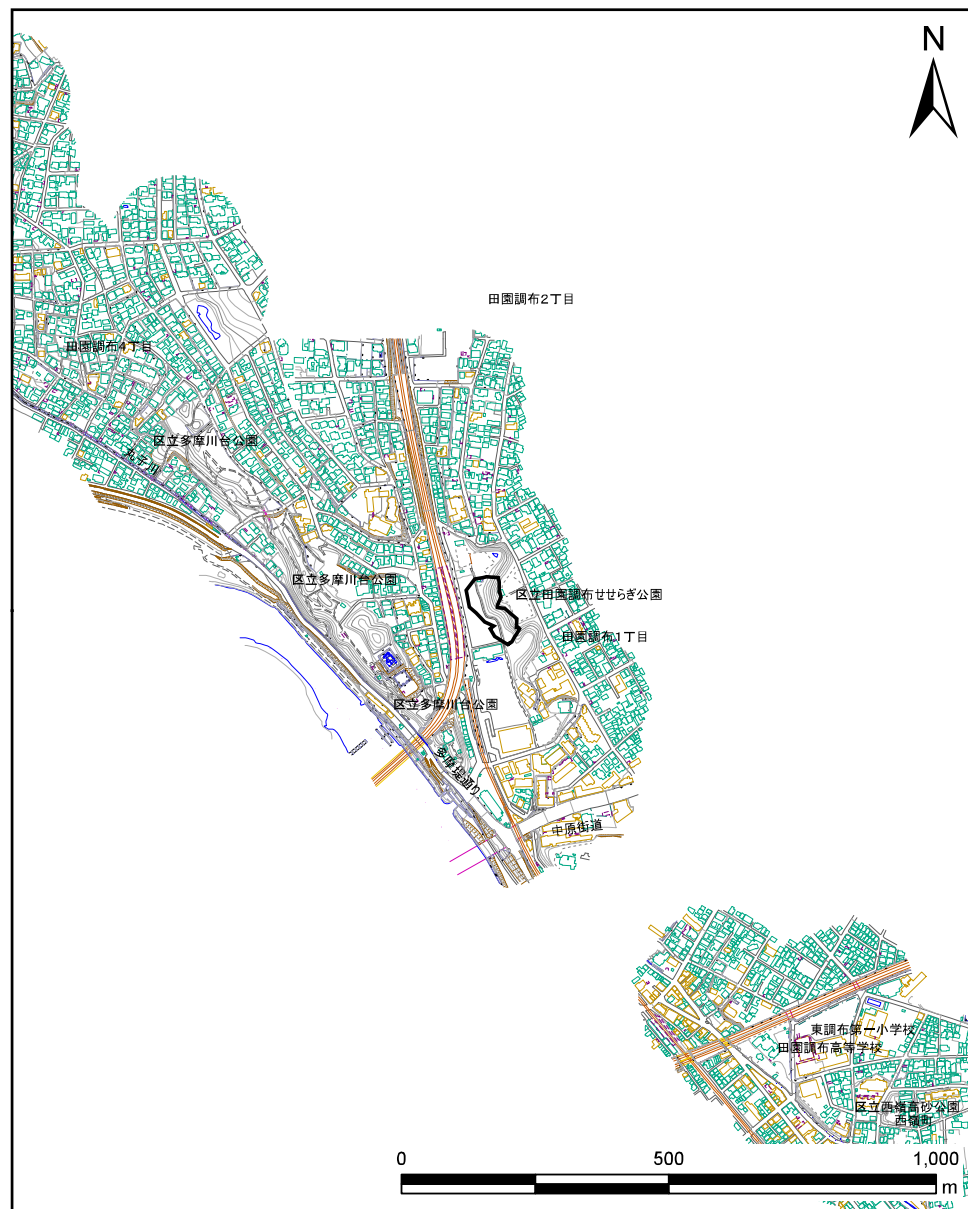 N
田園調布2丁目
田園調布4丁目
区立多摩川台公園
丸子川
区立多摩川台公園
区立田園調布せせらぎ公園
田園調布1丁目
区立多摩川台公園
多摩堤通り
中原街道
東調布第一小学校
田園調布高等学校
区立西嶺高砂公園
西嶺町
0 500 1,000
m